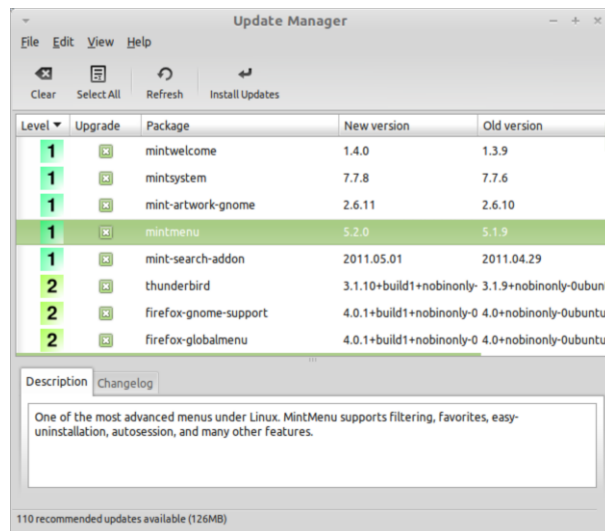 Update Manager
File Edit View Help
Clear Select All Refresh Install Updates
Level Upgrade Package New version Old version
1 mintwelcome 1.4.0 1.3.9
1 mintsystem 7.7.8 7.7.6
1 mint-artwork-gnome 2.6.11 2.6.10
1 mintmenu 5.2.0 5.1.9
1 mint-search-addon 2011.05.01 2011.04.29
2 thunderbird 3.1.10+build1+nobinonly- 3.1.9+nobinonly-0ubun
2 firefox-gnome-support 4.0.1+build1+nobinonly-0 4.0+nobinonly-0ubuntu
2 firefox-globalmenu 4.0.1+build1+nobinonly-0 4.0+nobinonly-0ubuntu
Description Changelog
One of the most advanced menus under Linux. MintMenu supports filtering, favorites, easy-
uninstallation, autosession, and many other features.
110 recommended updates available (126MB)